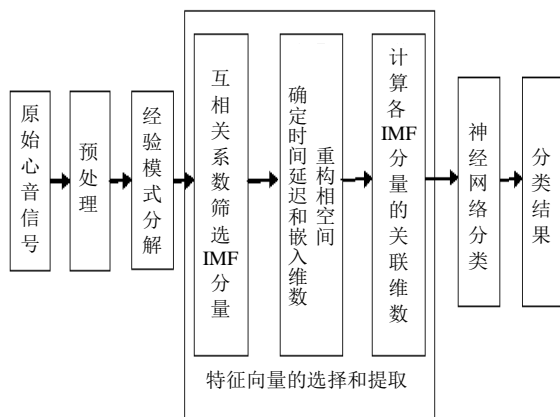 原始心音信号
预处理
经验模式分解
互相关系数筛选IMF分量
确定时间延迟和嵌入维数
重构相空间
计算各IMF分量的关联维数
神经网络分类
分类结果
特征向量的选择和提取